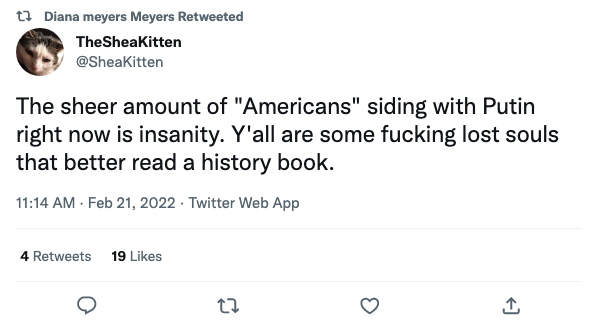 Diana meyers Meyers Retweeted
TheSheaKitten
@SheaKitten
The sheer amount of "Americans" siding with Putin
right now is insanity. Y'all are some fucking lost souls
that better read a history book.
11:14 AM · Feb 21, 2022 · Twitter Web App
4 Retweets 19 Likes